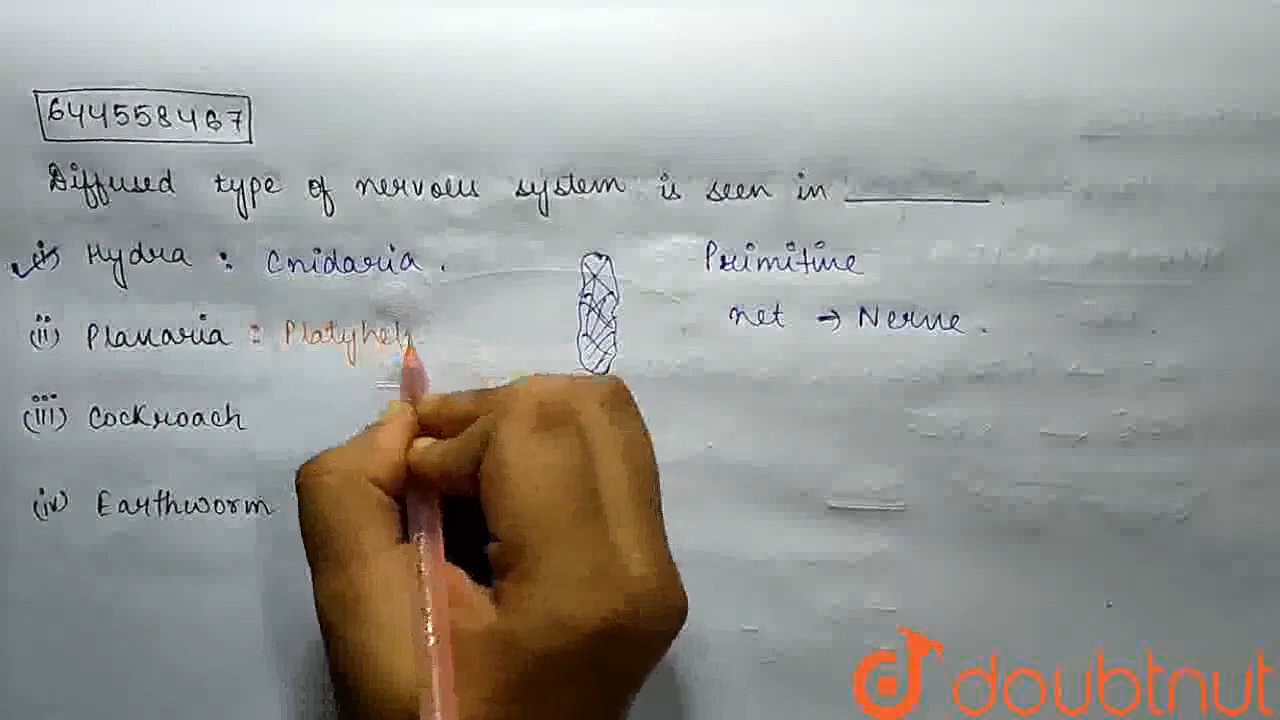 644558467
Diffused type of nervous system is seen in ________.
(i) Hydra : Cnidaria .
Primitive
net → Nerve .
(ii) Planaria : Platyhel
(iii) Cockroach
(iv) Earthworm
doubtnut